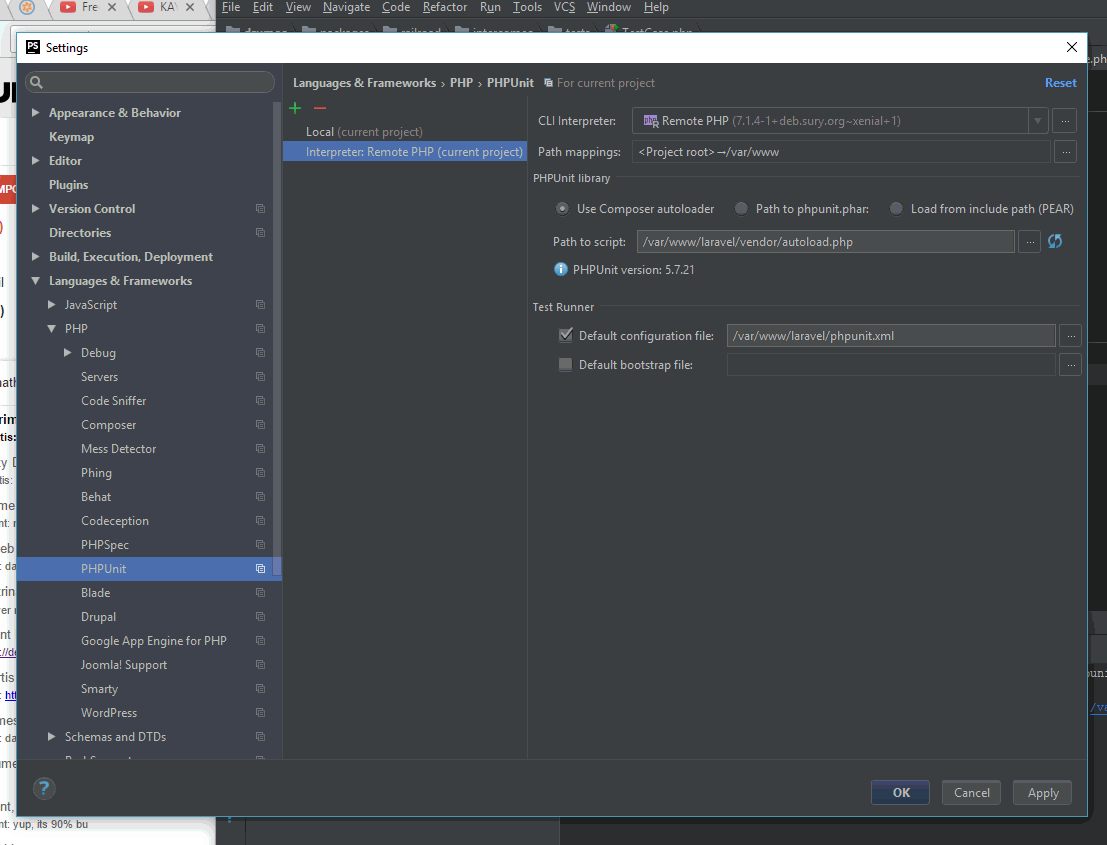 Fre
KAY
File Edit View Navigate Code Refactor Run Tools VCS Window Help
Settings
Languages & Frameworks › PHP › PHPUnit For current project Reset
Appearance & Behavior
Keymap
Editor
Plugins
Version Control
Directories
Build, Execution, Deployment
Languages & Frameworks
JavaScript
PHP
Debug
Servers
Code Sniffer
Composer
Mess Detector
Phing
Behat
Codeception
PHPSpec
PHPUnit
Blade
Drupal
Google App Engine for PHP
Joomla! Support
Smarty
WordPress
Schemas and DTDs
Local (current project)
Interpreter: Remote PHP (current project)
CLI Interpreter: Remote PHP (7.1.4-1+deb.sury.org~xenial+1) ...
Path mappings: <Project root>→/var/www ...
PHPUnit library
Use Composer autoloader Path to phpunit.phar: Load from include path (PEAR)
Path to script: /var/www/laravel/vendor/autoload.php ...
PHPUnit version: 5.7.21
Test Runner
Default configuration file: /var/www/laravel/phpunit.xml ...
Default bootstrap file: ...
? OK Cancel Apply
nt: yup, its 90% bu